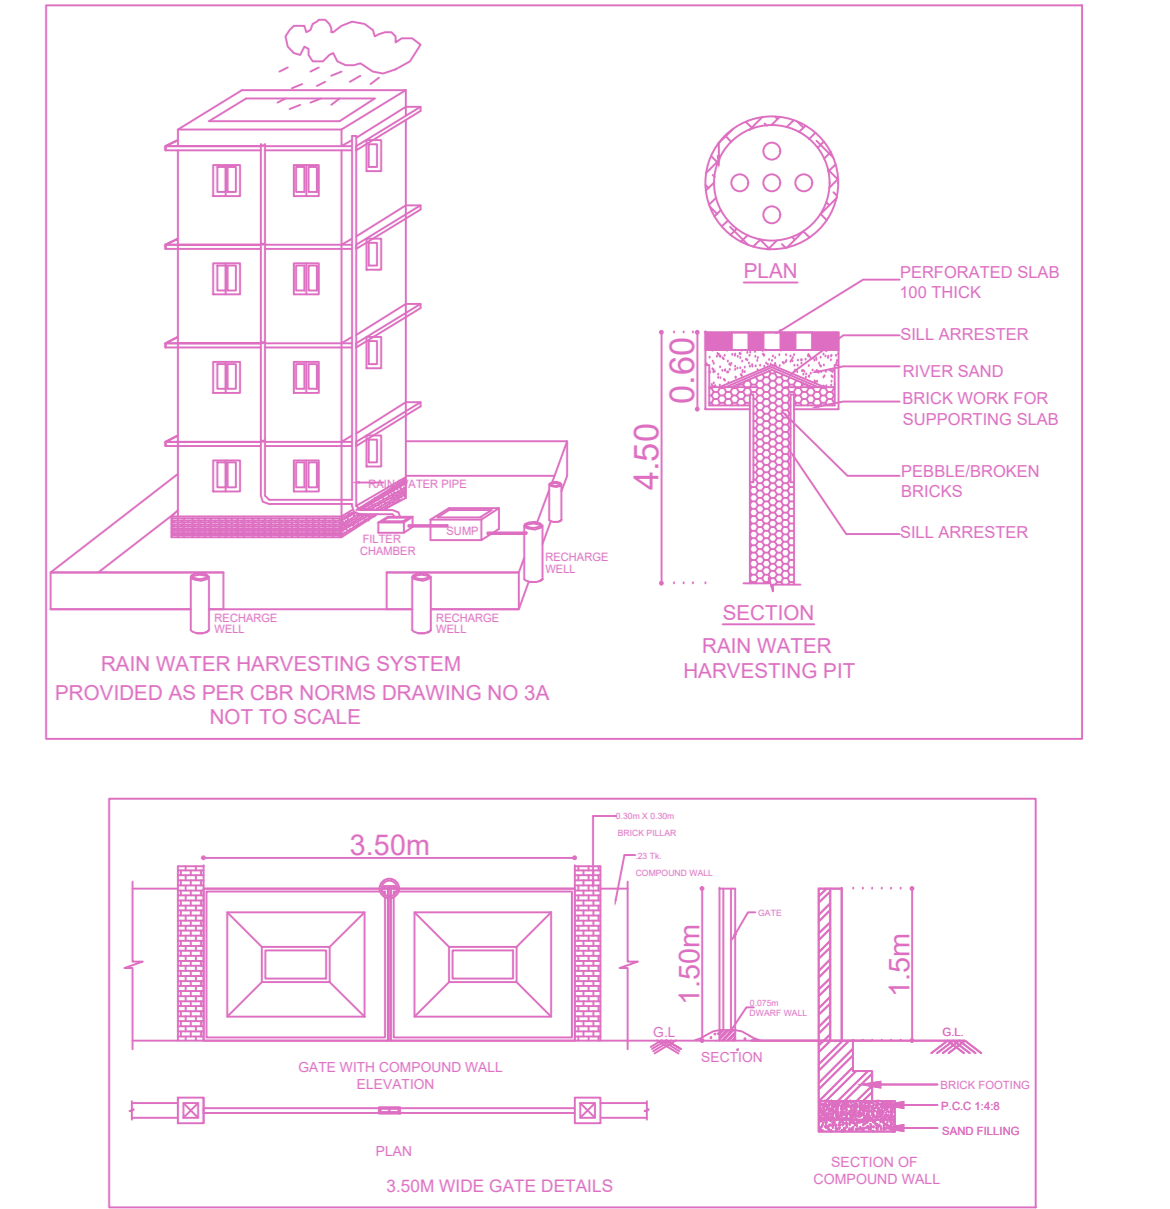 PLAN
PERFORATED SLAB
100 THICK
SILL ARRESTER
RIVER SAND
BRICK WORK FOR
SUPPORTING SLAB
PEBBLE/BROKEN
BRICKS
SILL ARRESTER
0.60
4.50
SECTION
RAIN WATER
HARVESTING PIT
RAIN WATER PIPE
FILTER
CHAMBER
SUMP
RECHARGE
WELL
RECHARGE
WELL
RECHARGE
WELL
RAIN WATER HARVESTING SYSTEM
PROVIDED AS PER CBR NORMS DRAWING NO 3A
NOT TO SCALE
3.50m
0.30m X 0.30m
BRICK PILLAR
.23 Tk.
COMPOUND WALL
GATE WITH COMPOUND WALL
ELEVATION
PLAN
3.50M WIDE GATE DETAILS
1.50m
GATE
0.075m
DWARF WALL
G.L
SECTION
1.5m
G.L.
BRICK FOOTING
P.C.C 1:4:8
SAND FILLING
SECTION OF
COMPOUND WALL